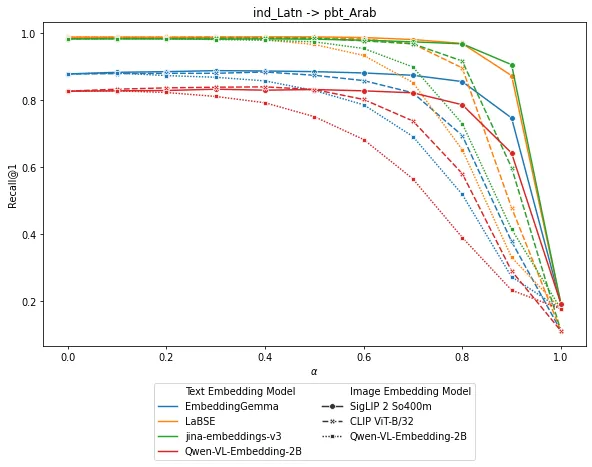 ind_Latn -> pbt_Arab
Recall@1
1.0
0.8
0.6
0.4
0.2
0.0 0.2 0.4 0.6 0.8 1.0
α
Text Embedding Model
EmbeddingGemma
LaBSE
jina-embeddings-v3
Qwen-VL-Embedding-2B
Image Embedding Model
SigLIP 2 So400m
CLIP ViT-B/32
Qwen-VL-Embedding-2B